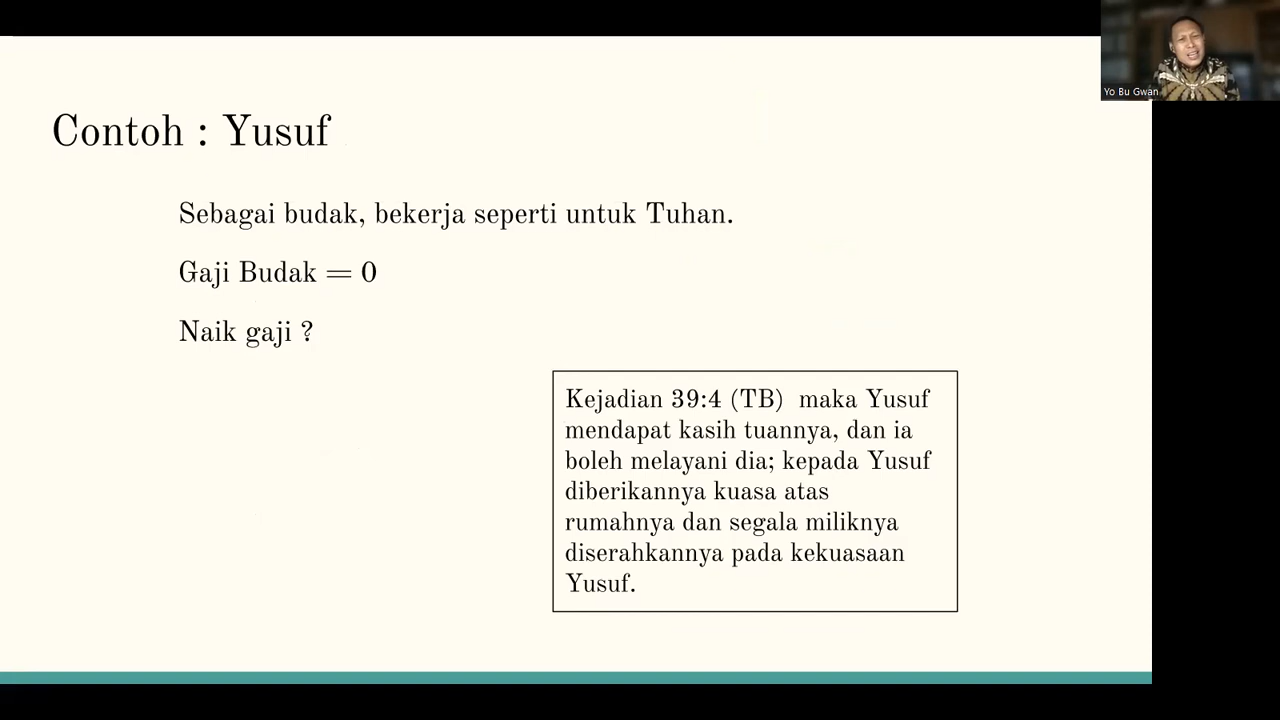 Yo Bu Gwan
Contoh : Yusuf
Sebagai budak, bekerja seperti untuk Tuhan.
Gaji Budak = 0
Naik gaji ?
Kejadian 39:4 (TB) maka Yusuf
mendapat kasih tuannya, dan ia
boleh melayani dia; kepada Yusuf
diberikannya kuasa atas
rumahnya dan segala miliknya
diserahkannya pada kekuasaan
Yusuf.